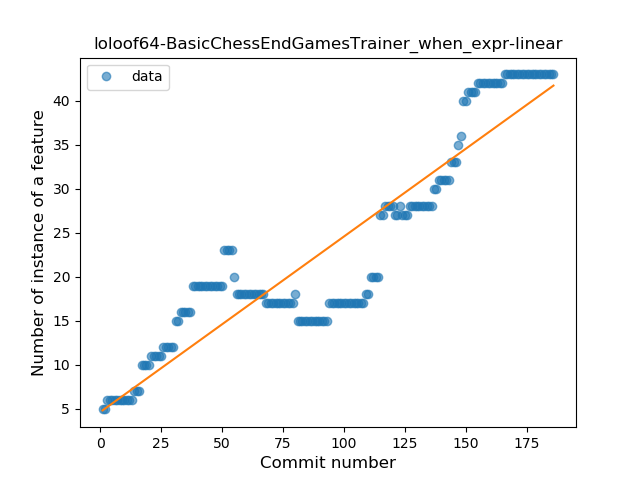 loloof64-BasicChessEndGamesTrainer_when_expr-linear
data
Number of instance of a feature
40
35
30
25
20
15
10
5
0 25 50 75 100 125 150 175
Commit number